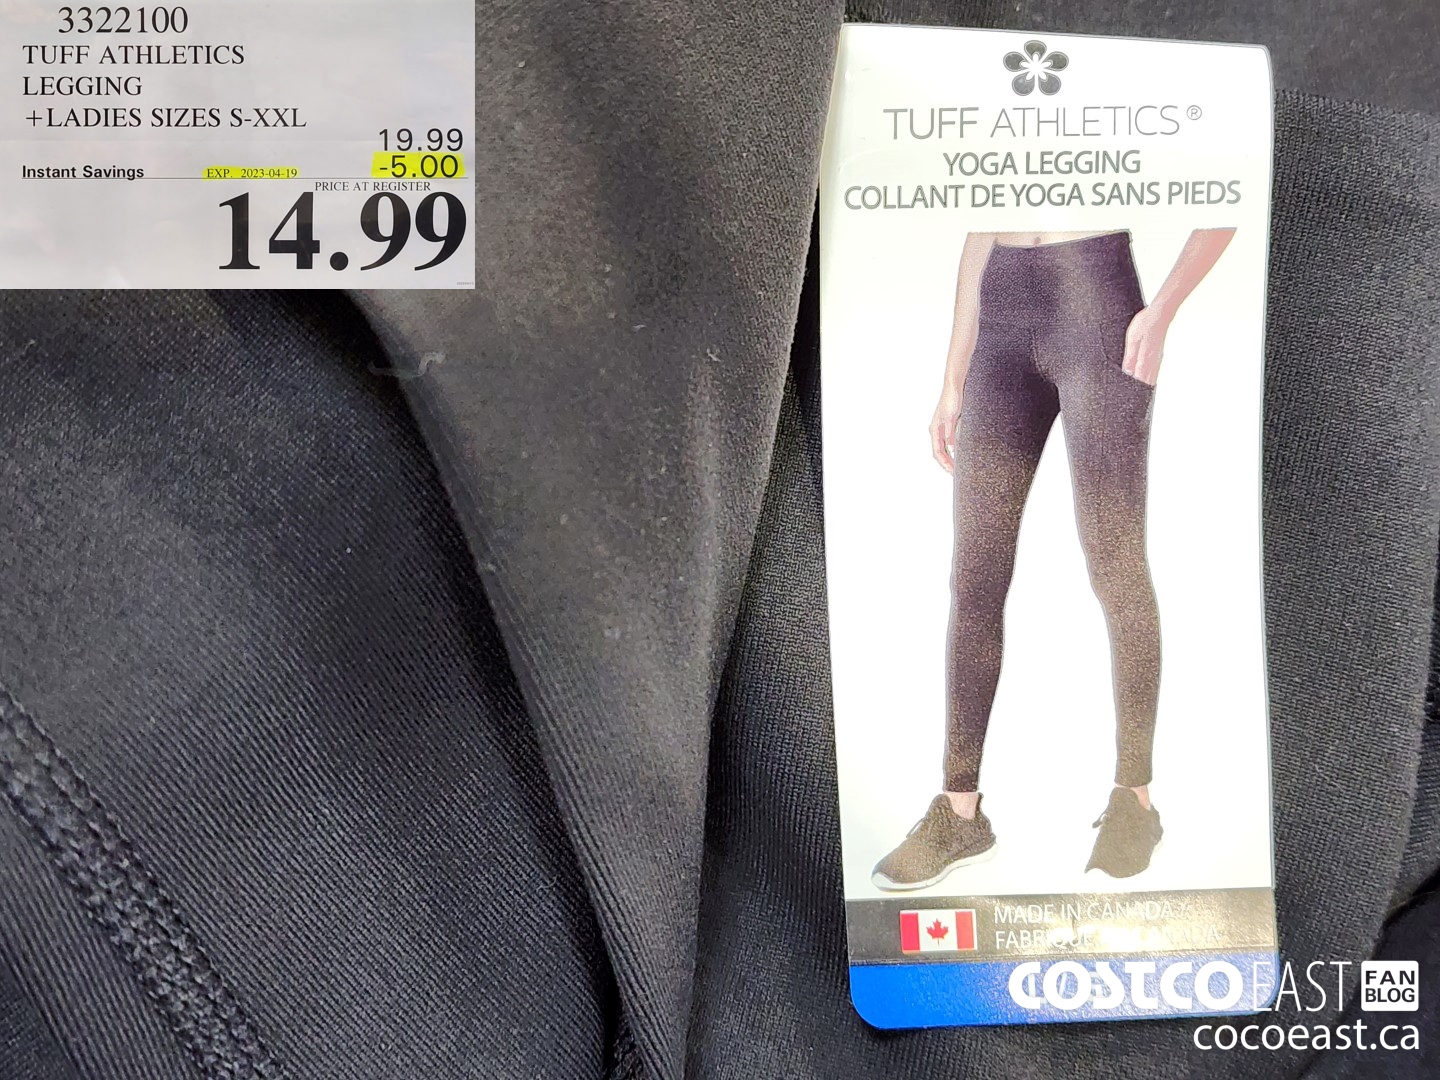 3322100
TUFF ATHLETICS
LEGGING
+LADIES SIZES S-XXL
19.99
Instant Savings EXP. 2023-04-19 -5.00
PRICE AT REGISTER
14.99
TUFF ATHLETICS®
YOGA LEGGING
COLLANT DE YOGA SANS PIEDS
MADE IN CANADA /
FABRIQUÉ
COSTCO EAST FAN BLOG
cocoeast.ca